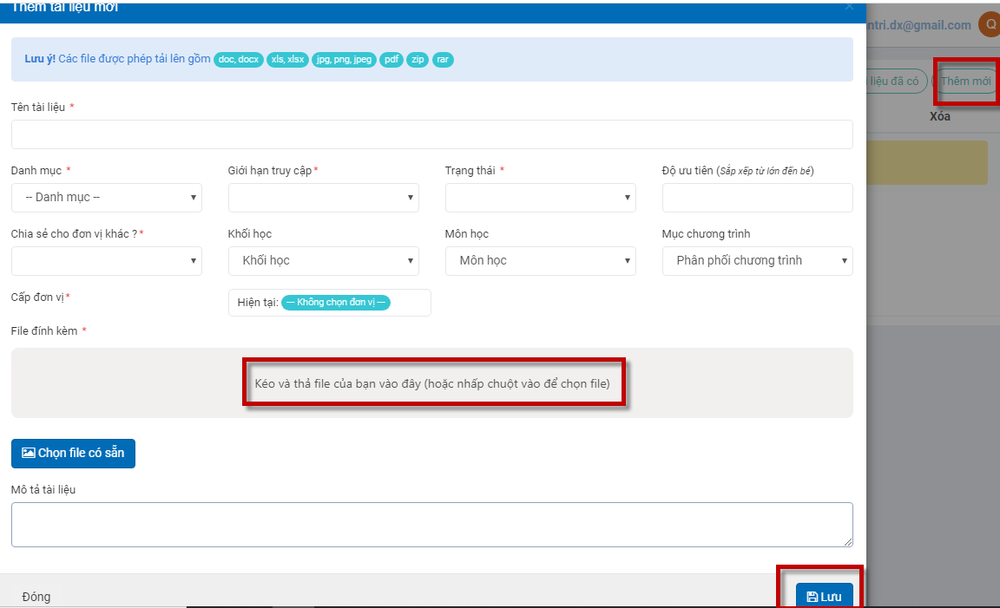 Thêm tài liệu mới ×
ntri.dx@gmail.com Q
Lưu ý! Các file được phép tải lên gồm doc, docx xls, xlsx jpg, png, jpeg pdf zip rar
liệu đã có Thêm mới
Xóa
Tên tài liệu *
Danh mục * Giới hạn truy cập* Trạng thái * Độ ưu tiên (Sắp xếp từ lớn đến bé)
-- Danh mục --
Chia sẻ cho đơn vị khác ?* Khối học Môn học Mục chương trình
Khối học Môn học Phân phối chương trình
Cấp đơn vị* Hiện tại: --- Không chọn đơn vị ---
File đính kèm *
Kéo và thả file của bạn vào đây (hoặc nhấp chuột vào để chọn file)
Chọn file có sẵn
Mô tả tài liệu
Đóng Lưu